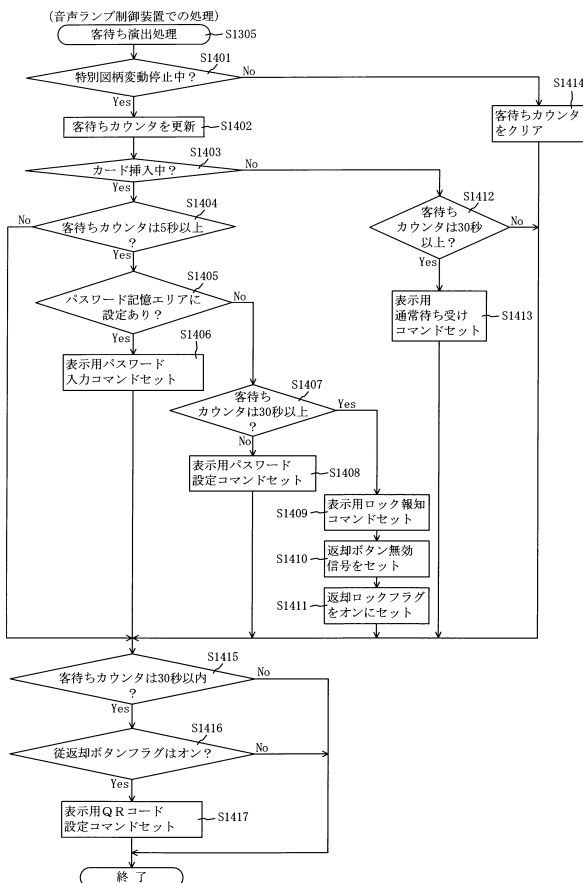 (音声ランプ制御装置での処理)
客待ち演出処理
S1305
S1401
特別図柄変動停止中？
No
Yes
S1414
客待ちカウンタ
をクリア
客待ちカウンタを更新
S1402
S1403
カード挿入中？
No
Yes
S1404
No
客待ちカウンタは5秒以上
？
Yes
S1412
客待ち
カウンタは30秒
以上？
No
Yes
S1405
パスワード記憶エリアに
設定あり？
No
Yes
表示用
通常待ち受け
コマンドセット
S1413
S1406
表示用パスワード
入力コマンドセット
S1407
客待ち
カウンタは30秒以上
？
Yes
No
表示用パスワード
設定コマンドセット
S1408
S1409
表示用ロック報知
コマンドセット
S1410
返却ボタン無効
信号をセット
S1411
返却ロックフラグ
をオンにセット
S1415
客待ちカウンタは30秒以内
？
No
Yes
S1416
従返却ボタンフラグはオン？
No
Yes
表示用QRコード
設定コマンドセット
S1417
終了